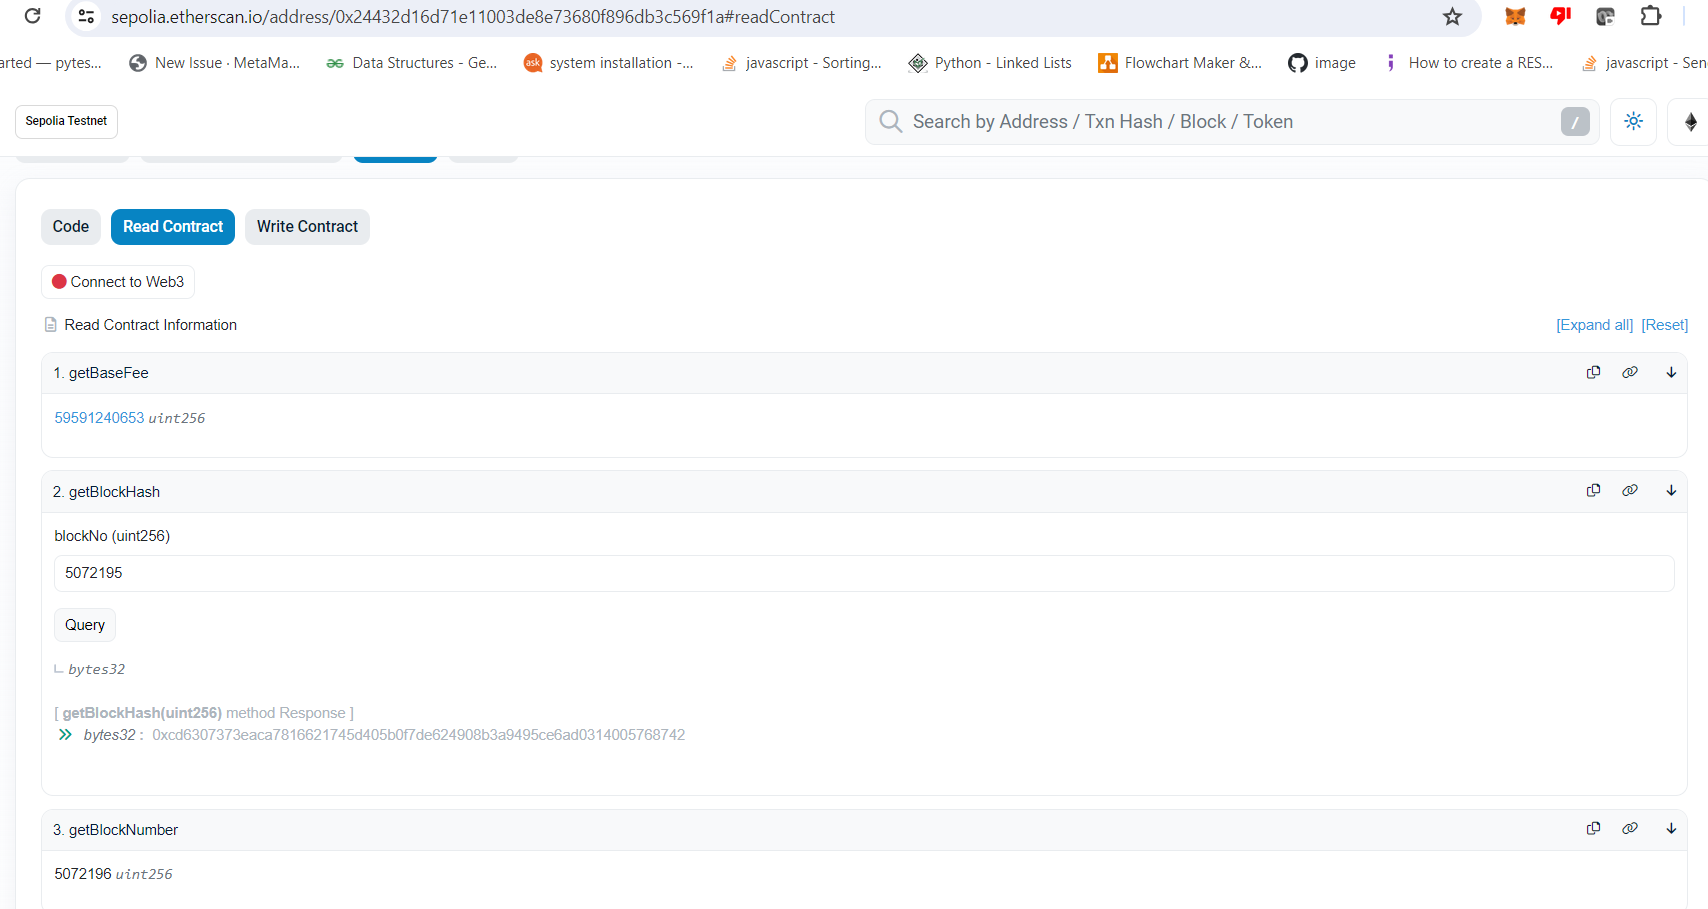 sepolia.etherscan.io/address/0x24432d16d71e11003de8e73680f896db3c569f1a#readContract
arted — pytes... New Issue · MetaMa... Data Structures - Ge... ask system installation -... javascript - Sorting... Python - Linked Lists Flowchart Maker &... image How to create a RES... javascript - Sen
Sepolia Testnet
Search by Address / Txn Hash / Block / Token /
Code Read Contract Write Contract
Connect to Web3
Read Contract Information [Expand all] [Reset]
1. getBaseFee
59591240653 uint256
2. getBlockHash
blockNo (uint256)
5072195
Query
bytes32
[ getBlockHash(uint256) method Response ]
bytes32 : 0xcd6307373eaca7816621745d405b0f7de624908b3a9495ce6ad0314005768742
3. getBlockNumber
5072196 uint256